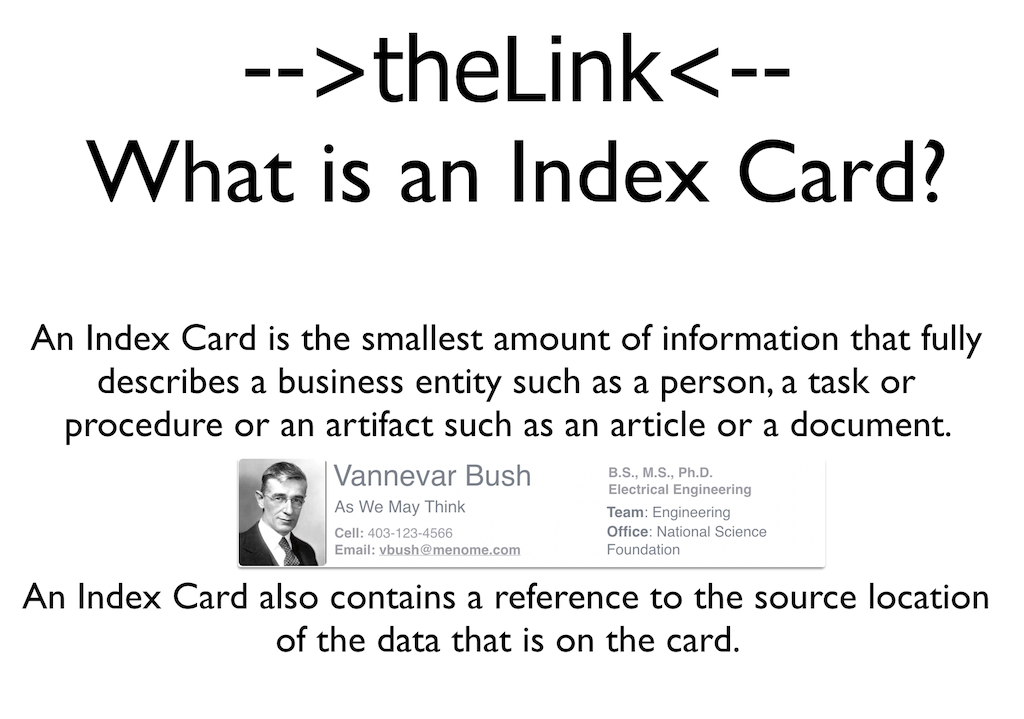 -->theLink<--
What is an Index Card?
An Index Card is the smallest amount of information that fully
describes a business entity such as a person, a task or
procedure or an artifact such as an article or a document.
Vannevar Bush
As We May Think
Cell: 403-123-4566
Email: vbush@menome.com
B.S., M.S., Ph.D.
Electrical Engineering
Team: Engineering
Office: National Science
Foundation
An Index Card also contains a reference to the source location
of the data that is on the card.